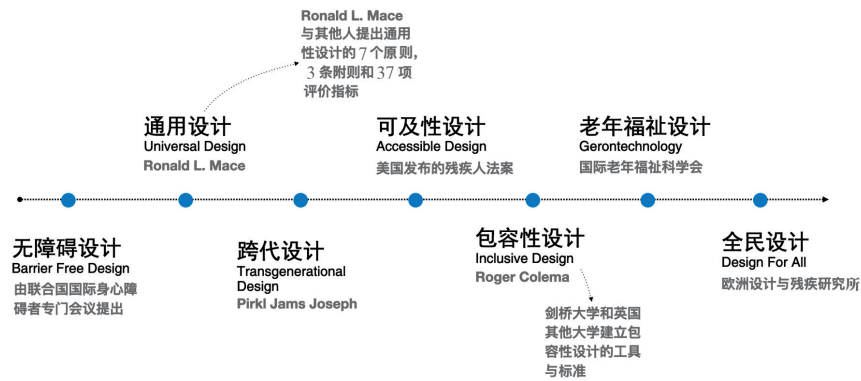 Ronald L. Mace
与其他人提出通用
性设计的 7 个原则，
3 条附则和 37 项
评价指标
通用设计
Universal Design
Ronald L. Mace
可及性设计
Accessible Design
美国发布的残疾人法案
老年福祉设计
Gerontechnology
国际老年福祉科学会
无障碍设计
Barrier Free Design
由联合国国际身心障
碍者专门会议提出
跨代设计
Transgenerational
Design
Pirkl Jams Joseph
包容性设计
Inclusive Design
Roger Colema
剑桥大学和英国
其他大学建立包
容性设计的工具
与标准
全民设计
Design For All
欧洲设计与残疾研究所